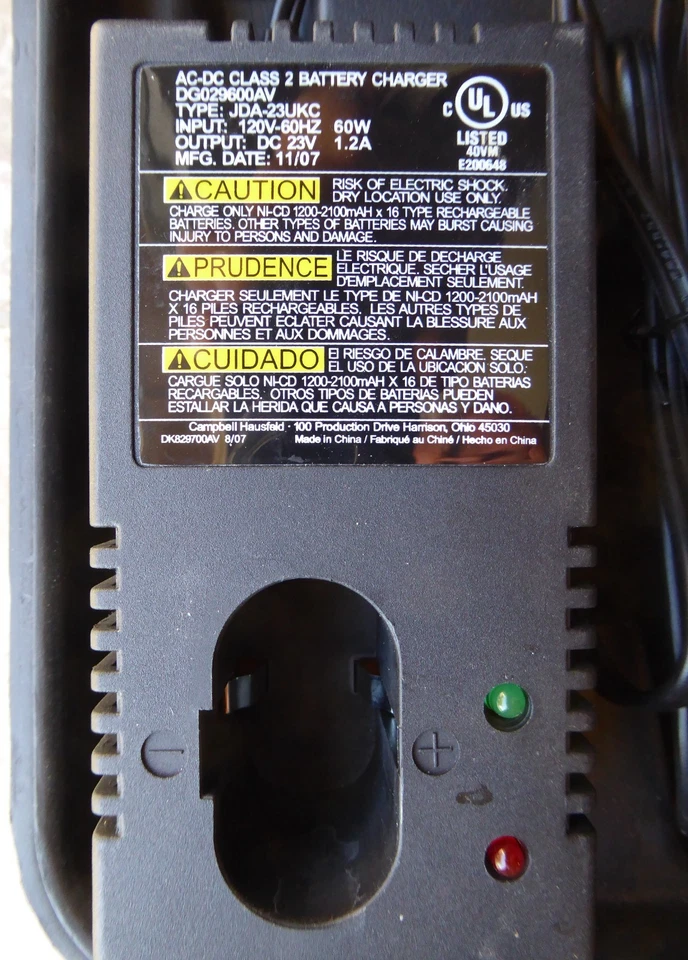 AC-DC CLASS 2 BATTERY CHARGER
DG029600AV
TYPE: JDA-23UKC
INPUT: 120V-60HZ 60W
OUTPUT: DC 23V 1.2A
MFG. DATE: 11/07
C UL US
LISTED
40VM
E200648
CAUTION RISK OF ELECTRIC SHOCK.
DRY LOCATION USE ONLY.
CHARGE ONLY NI-CD 1200-2100mAH x 16 TYPE RECHARGEABLE
BATTERIES. OTHER TYPES OF BATTERIES MAY BURST CAUSING
INJURY TO PERSONS AND DAMAGE.
PRUDENCE LE RISQUE DE DECHARGE
ELECTRIQUE. SECHER L'USAGE
D'EMPLACEMENT SEULEMENT.
CHARGER SEULEMENT LE TYPE DE NI-CD 1200-2100mAH
X 16 PILES RECHARGEABLES. LES AUTRES TYPES DE
PILES PEUVENT ECLATER CAUSANT LA BLESSURE AUX
PERSONNES ET AUX DOMMAGES.
CUIDADO El RIESGO DE CALAMBRE. SEQUE
EL USO DE LA UBICACION SOLO.
CARGUE SOLO NI-CD 1200-2100mAH X 16 DE TIPO BATERIAS
RECARGABLES. OTROS TIPOS DE BATERIAS PUEDEN
ESTALLAR LA HERIDA QUE CAUSA A PERSONAS Y DANO.
Campbell Hausfeld · 100 Production Drive Harrison, Ohio 45030
DK829700AV 8/07 Made in China / Fabriqué au Chiné / Hecho en China
− +